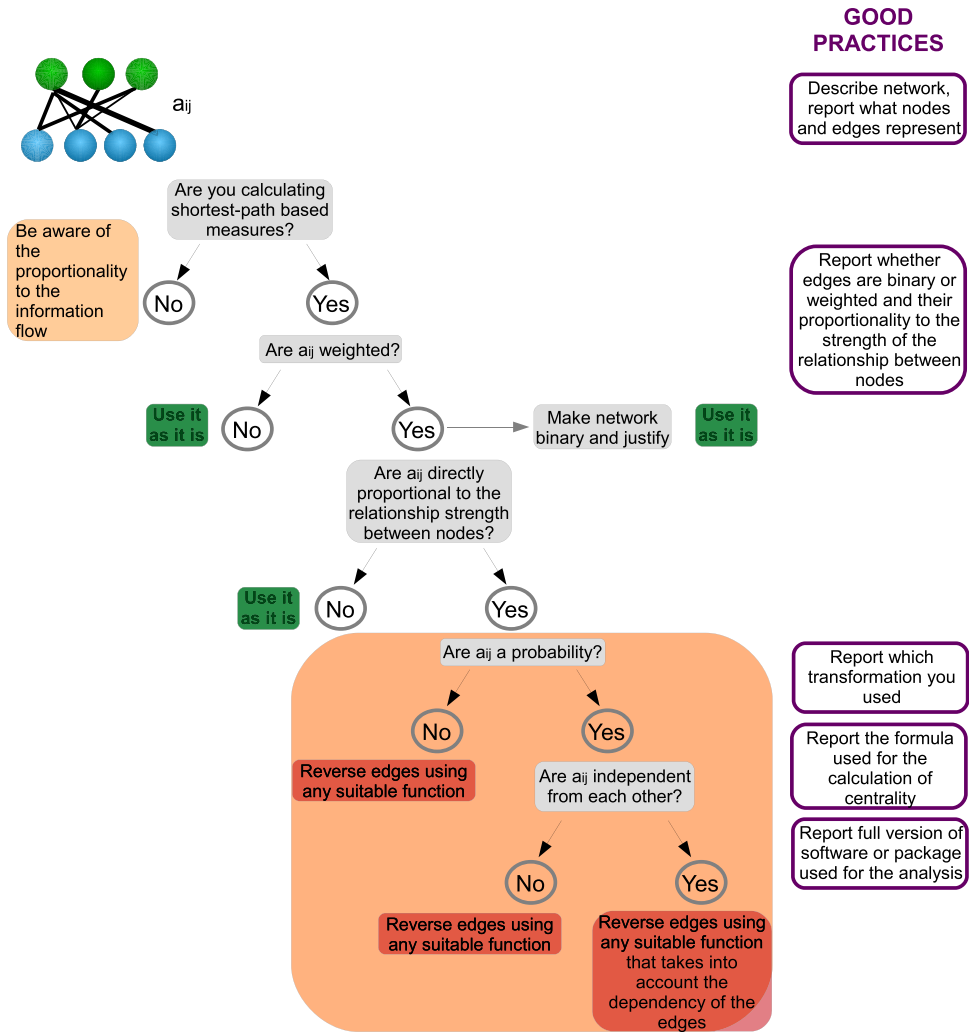 GOOD
PRACTICES
aij
Describe network,
report what nodes
and edges represent
Are you calculating
shortest-path based
measures?
Be aware of
the
proportionality
to the
information
flow
No
Yes
Report whether
edges are binary or
weighted and their
proportionality to the
strength of the
relationship between
nodes
Are aij weighted?
Use it
as it is
No
Yes
Make network
binary and justify
Use it
as it is
Are aij directly
proportional to the
relationship strength
between nodes?
Use it
as it is
No
Yes
Are aij a probability?
Report which
transformation you
used
No
Yes
Reverse edges using
any suitable function
Are aij independent
from each other?
Report the formula
used for the
calculation of
centrality
Report full version of
software or package
used for the analysis
No
Yes
Reverse edges using
any suitable function
Reverse edges using
any suitable function
that takes into
account the
dependency of the
edges